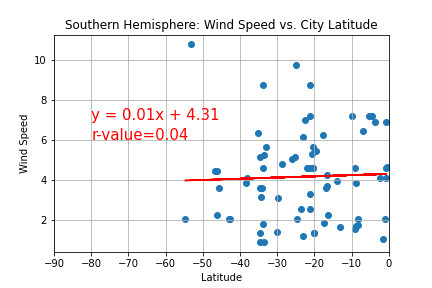 Southern Hemisphere: Wind Speed vs. City Latitude
10
8
6
4
2
Wind Speed
y = 0.01x + 4.31
r-value=0.04
−90 −80 −70 −60 −50 −40 −30 −20 −10 0
Latitude